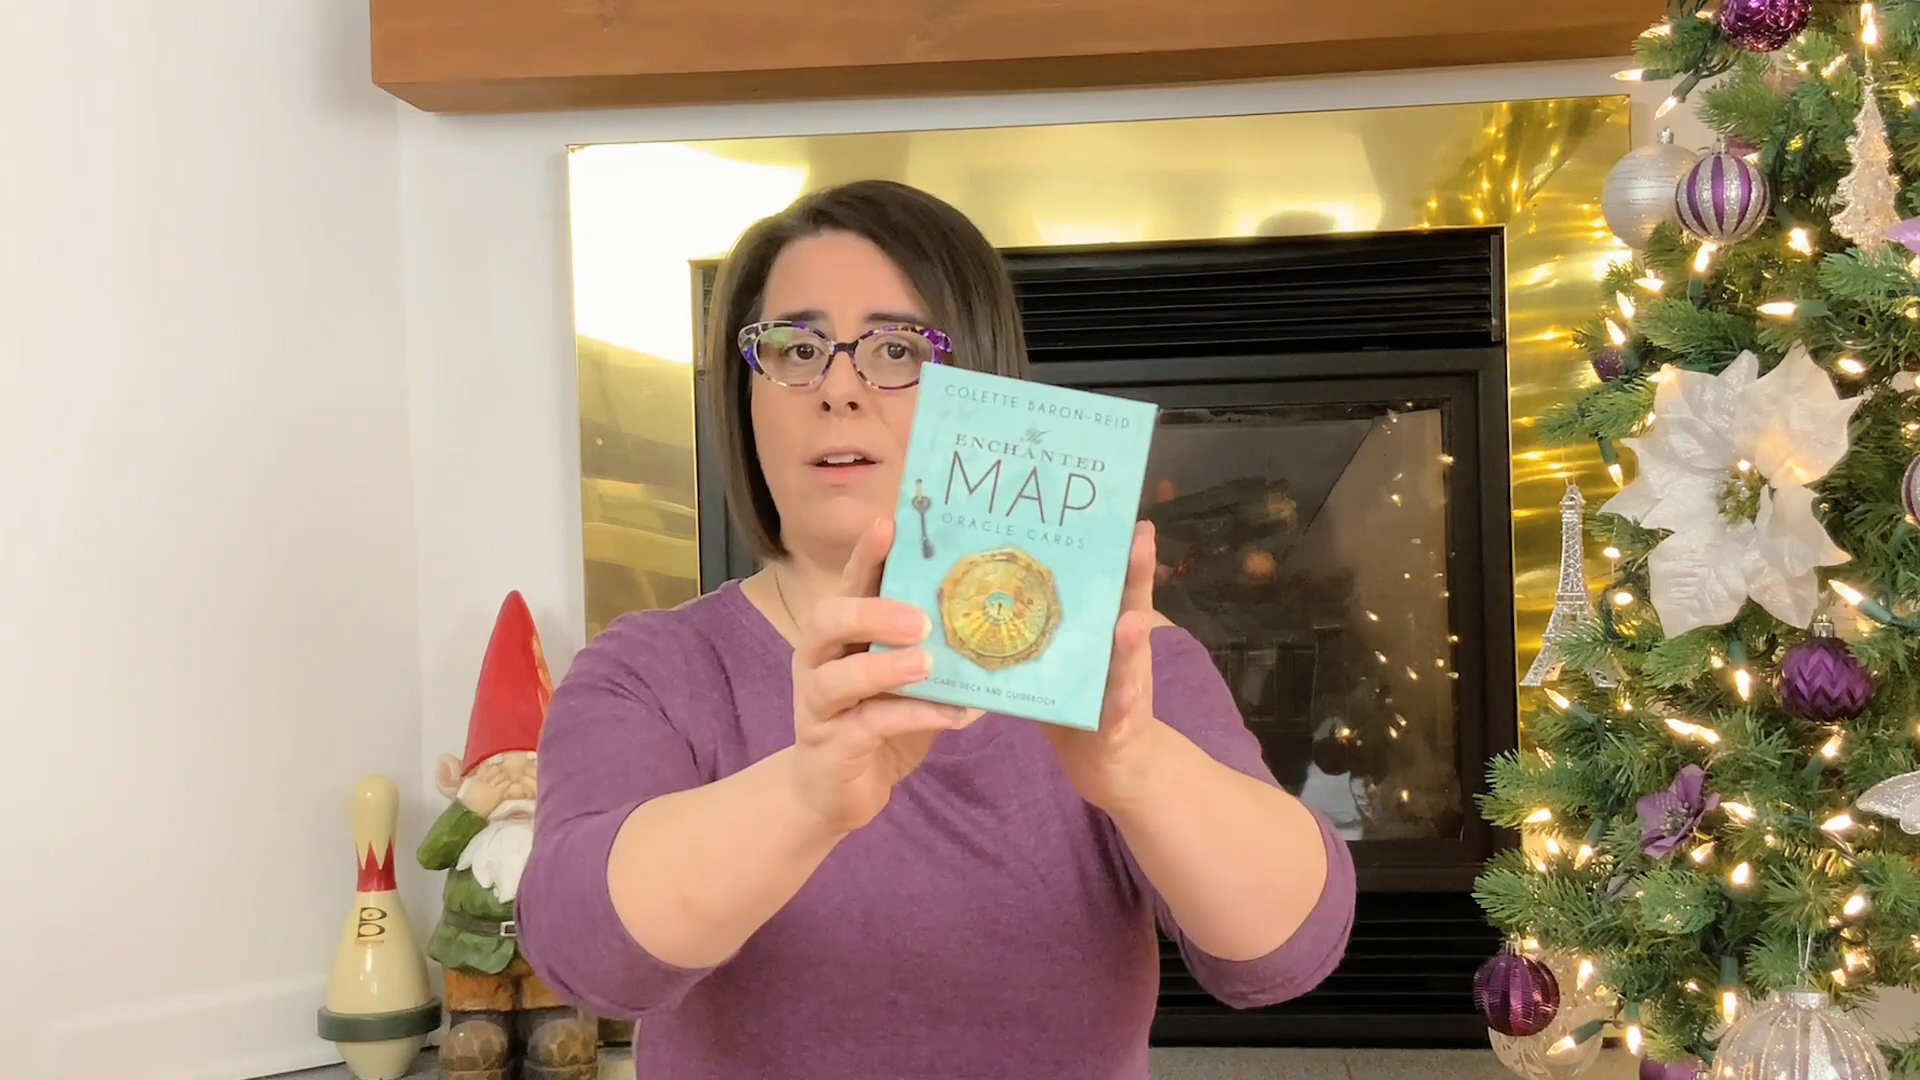 COLETTE BARON-REID
The
ENCHANTED
MAP
ORACLE CARDS
CARD DECK AND GUIDEBOOK